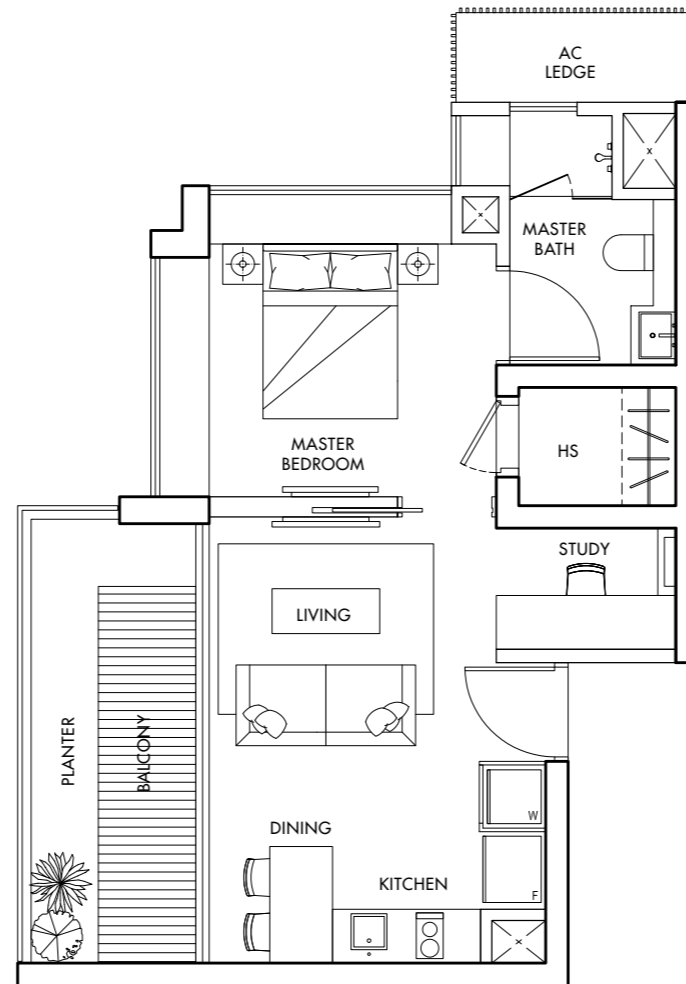 AC
LEDGE
MASTER
BATH
MASTER
BEDROOM
HS
STUDY
LIVING
PLANTER
BALCONY
W
DINING
KITCHEN
F